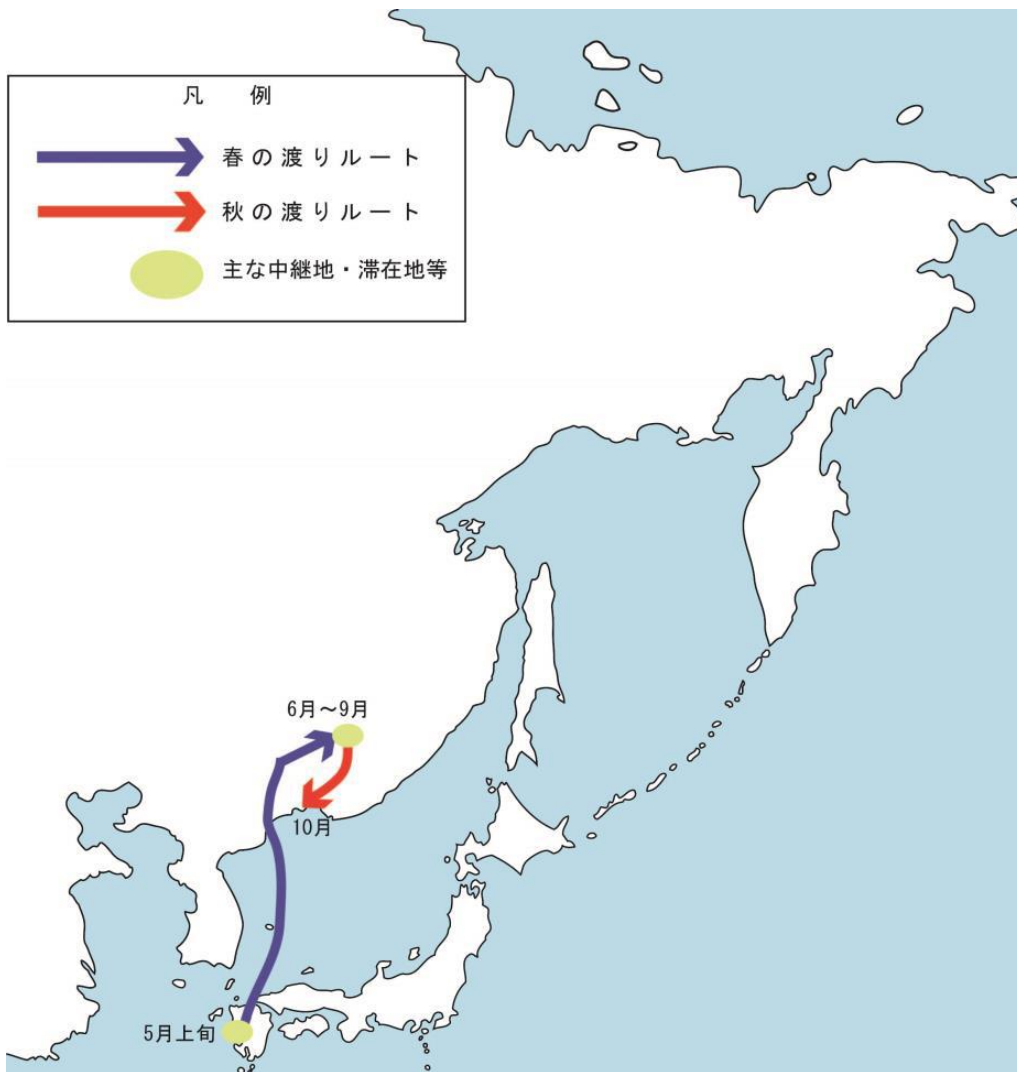 凡　例
春の渡りルート
秋の渡りルート
主な中継地・滞在地等
6月～9月
10月
5月上旬